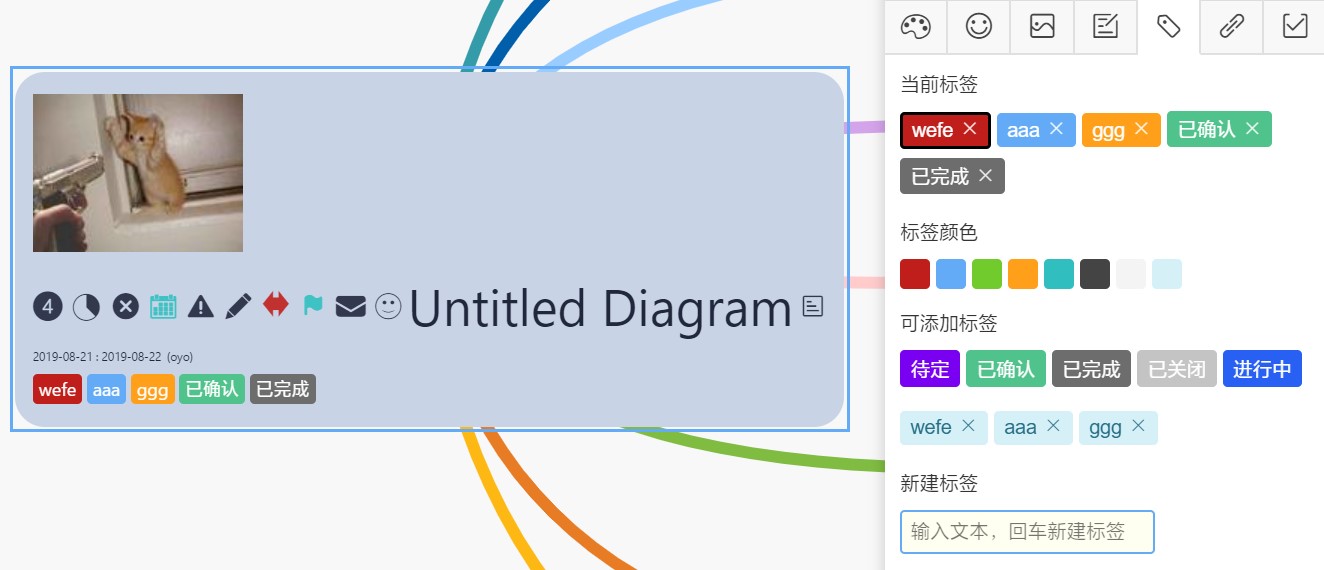 4
Untitled Diagram
2019-08-21 : 2019-08-22 (oyo)
wefe aaa ggg 已确认 已完成
当前标签
wefe × aaa × ggg × 已确认 ×
已完成 ×
标签颜色
可添加标签
待定 已确认 已完成 已关闭 进行中
wefe × aaa × ggg ×
新建标签
输入文本，回车新建标签